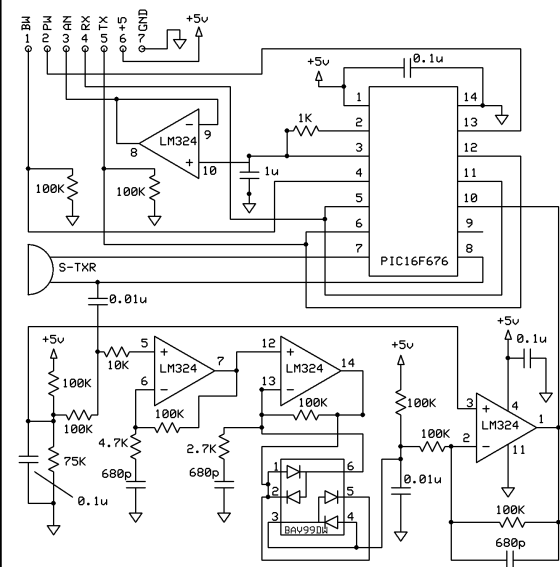 BW PW AN RX TX +5 GND
1 2 3 4 5 6 7
+5v
+5v
0.1u
1 14
2 13
3 12
4 11
5 10
6 9
7 8
PIC16F676
1K
LM324
8 9 10
1u
100K
100K
S-TXR
0.01u
+5v
100K
100K
75K
0.1u
10K
5
6
7
LM324
100K
4.7K
680p
12
13
14
LM324
100K
2.7K
680p
1 6
2 5
3 4
BAV99DW
+5v
100K
100K
0.01u
+5v
0.1u
3
2
4
1
11
LM324
100K
680p